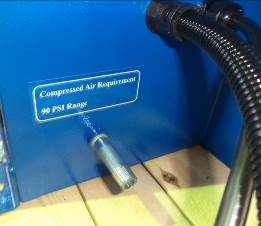 Compressed Air Requirement
90 PSI Range